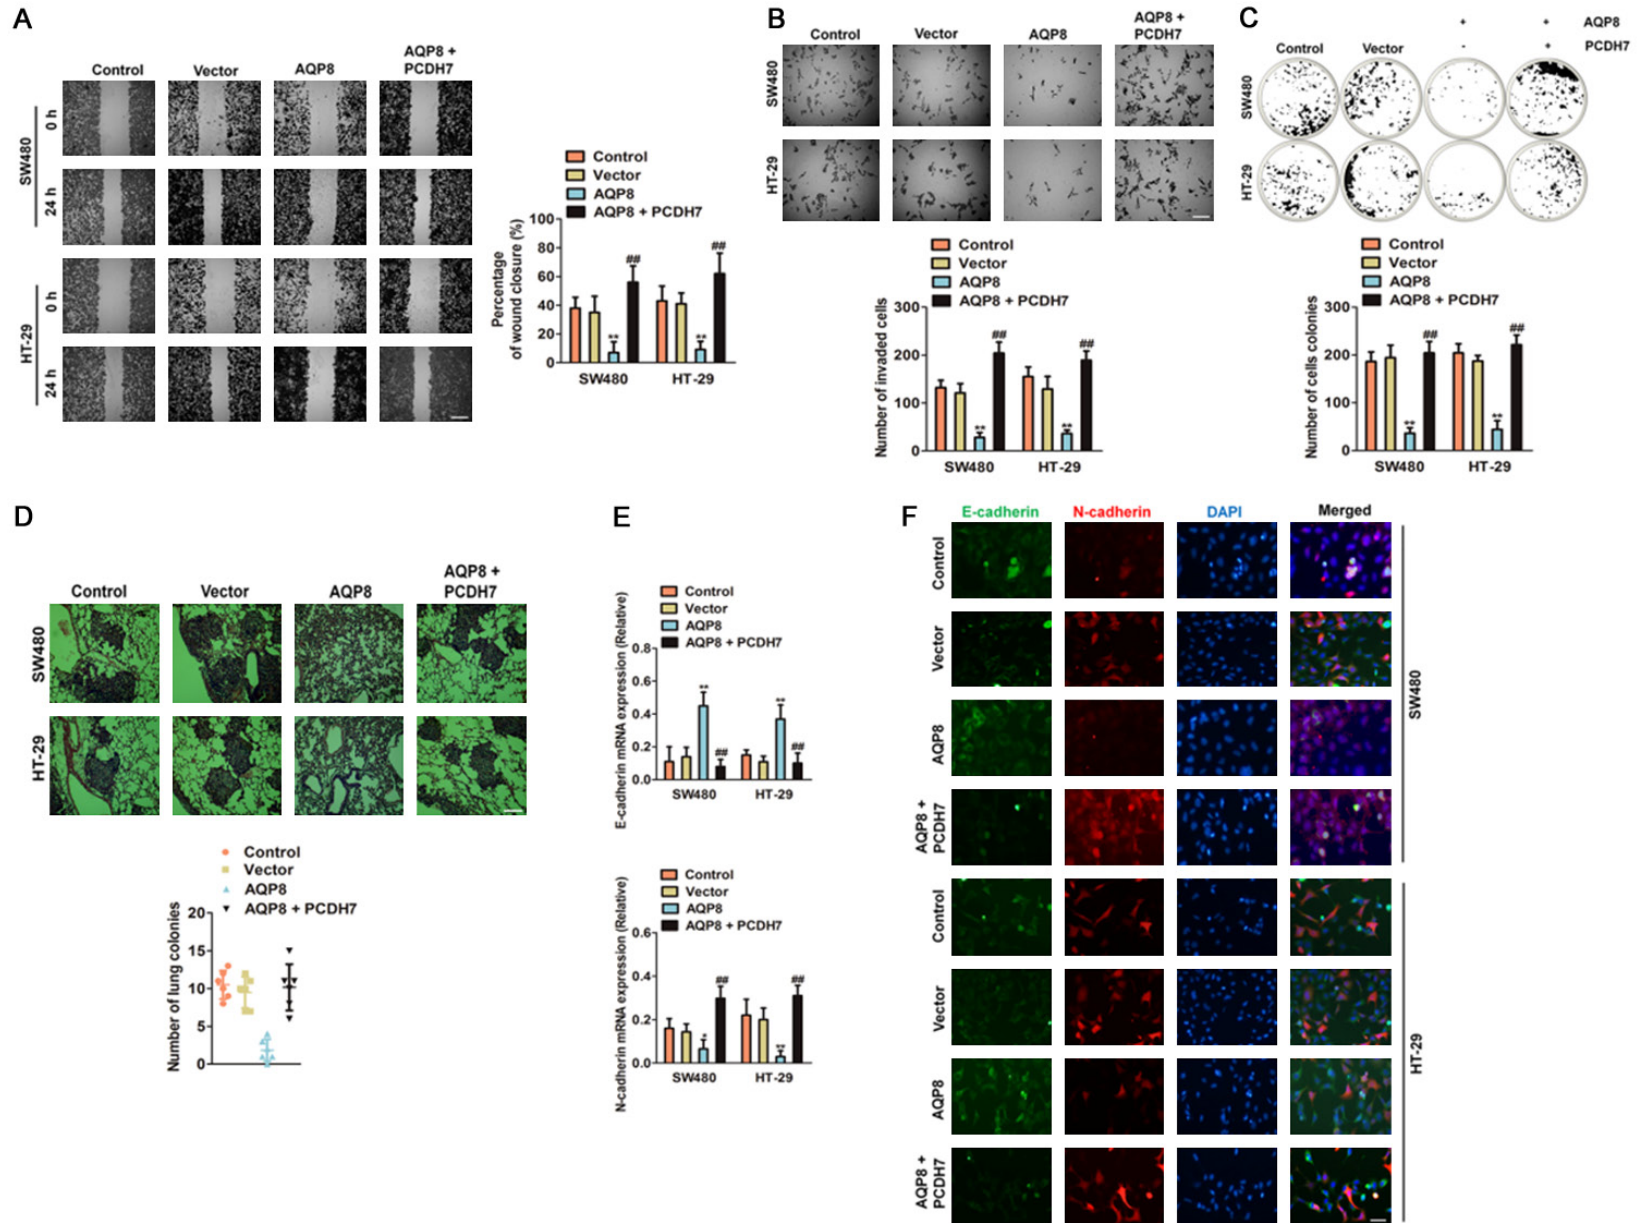 A
Control
Vector
AQP8
AQP8 +
PCDH7
SW480
0 h
24 h
HT-29
0 h
24 h
Control
Vector
AQP8
AQP8 + PCDH7
Percentage
of wound closure (%)
100
80
60
40
20
0
**
##
**
##
SW480
HT-29
B
Control
Vector
AQP8
AQP8 +
PCDH7
SW480
HT-29
Control
Vector
AQP8
AQP8 + PCDH7
Number of invaded cells
300
200
100
0
**
##
**
##
SW480
HT-29
C
+ + AQP8
Control Vector - + PCDH7
SW480
HT-29
Control
Vector
AQP8
AQP8 + PCDH7
Number of cells colonies
300
200
100
0
**
##
**
##
SW480
HT-29
D
Control
Vector
AQP8
AQP8 +
PCDH7
SW480
HT-29
Control
Vector
AQP8
AQP8 + PCDH7
Number of lung colonies
20
15
10
5
0
E
Control
Vector
AQP8
AQP8 + PCDH7
E-cadherin mRNA expression (Relative)
0.8
0.6
0.4
0.2
0.0
**
##
**
##
SW480
HT-29
Control
Vector
AQP8
AQP8 + PCDH7
N-cadherin mRNA expression (Relative)
0.6
0.4
0.2
0.0
*
##
**
##
SW480
HT-29
F
E-cadherin
N-cadherin
DAPI
Merged
Control
Vector
AQP8
AQP8 +
PCDH7
SW480
Control
Vector
AQP8
AQP8 +
PCDH7
HT-29